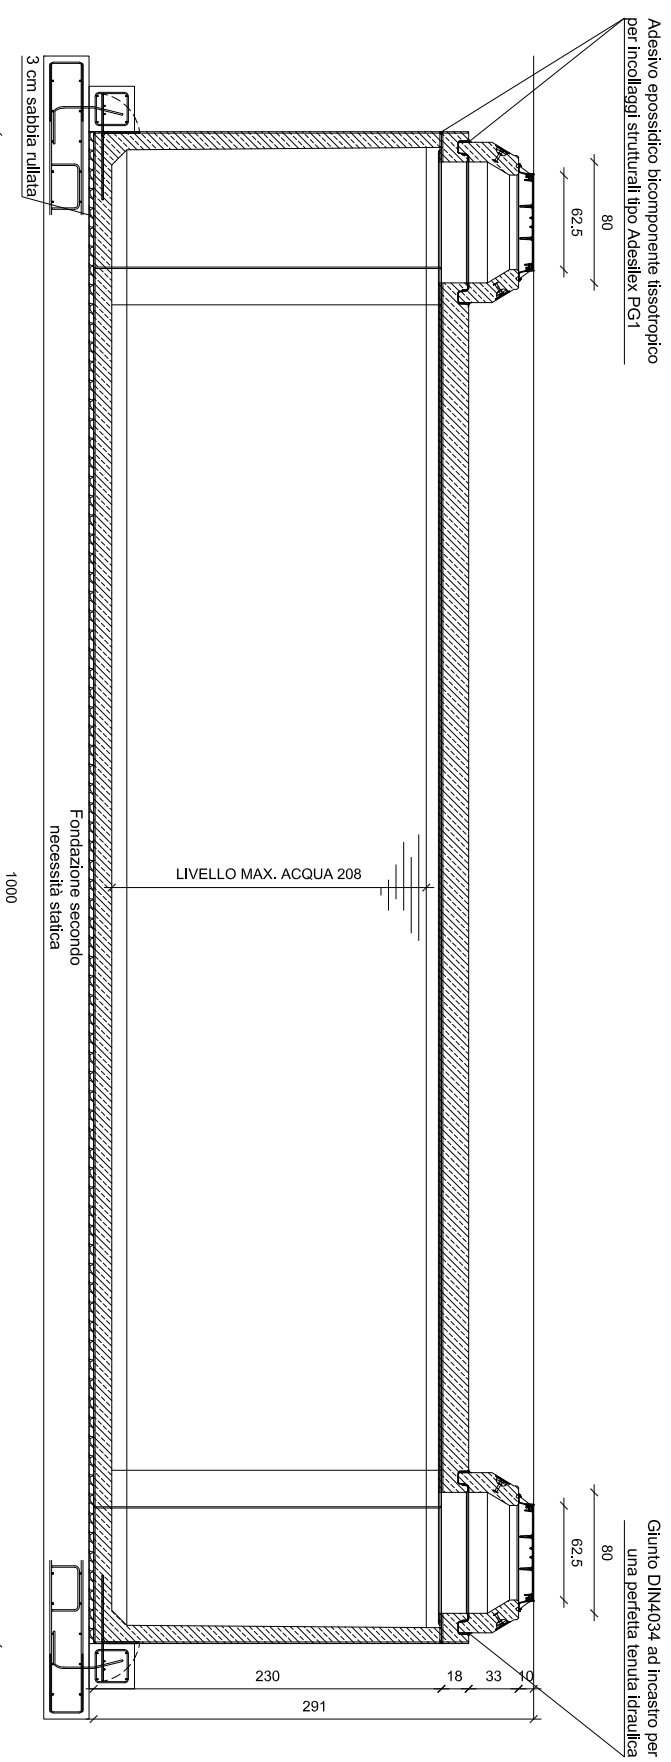 Adesivo epossidico bicomponente tissotropico
per incollaggi strutturali tipo Adesilex PG1
Giunto DIN4034 ad incastro per
una perfetta tenuta idraulica
80
62.5
80
62.5
LIVELLO MAX. ACQUA 208
230
18
33
10
291
3 cm sabbia rullata
Fondazione secondo
necessità statica
1000